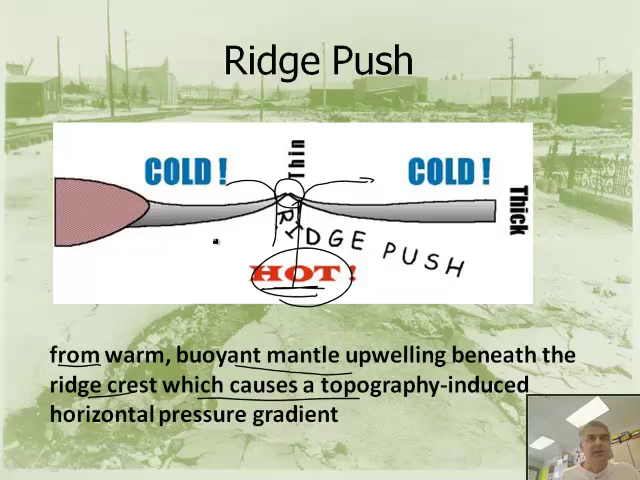 Ridge Push
Thin
COLD !
COLD !
Thick
RIDGE PUSH
HOT !
from warm, buoyant mantle upwelling beneath the
ridge crest which causes a topography-induced
horizontal pressure gradient